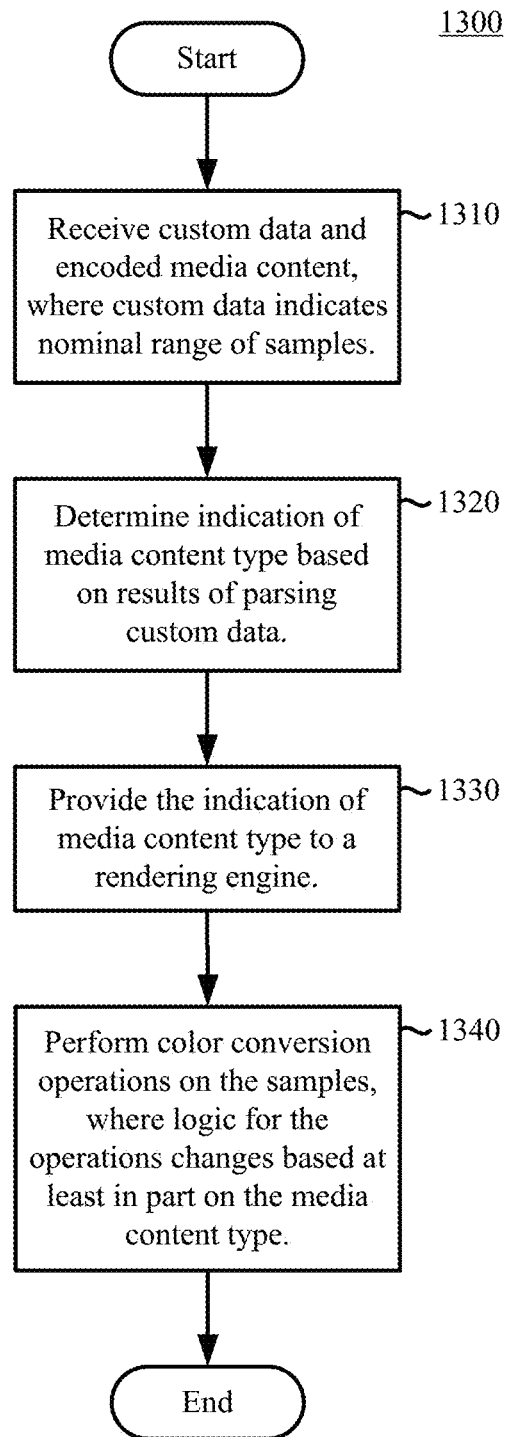 1300
Start
1310
Receive custom data and
encoded media content,
where custom data indicates
nominal range of samples.
1320
Determine indication of
media content type based
on results of parsing
custom data.
1330
Provide the indication of
media content type to a
rendering engine.
1340
Perform color conversion
operations on the samples,
where logic for the
operations changes based at
least in part on the media
content type.
End